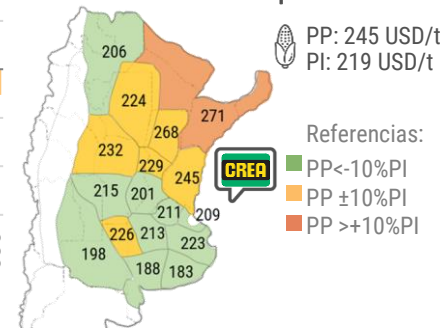 PP: 245 USD/t
PI: 219 USD/t
206
224
271
268
232
229
245
CREA
215
201
211
209
226
213
223
198
188
183
Referencias:
PP<-10%PI
PP ±10%PI
PP >+10%PI